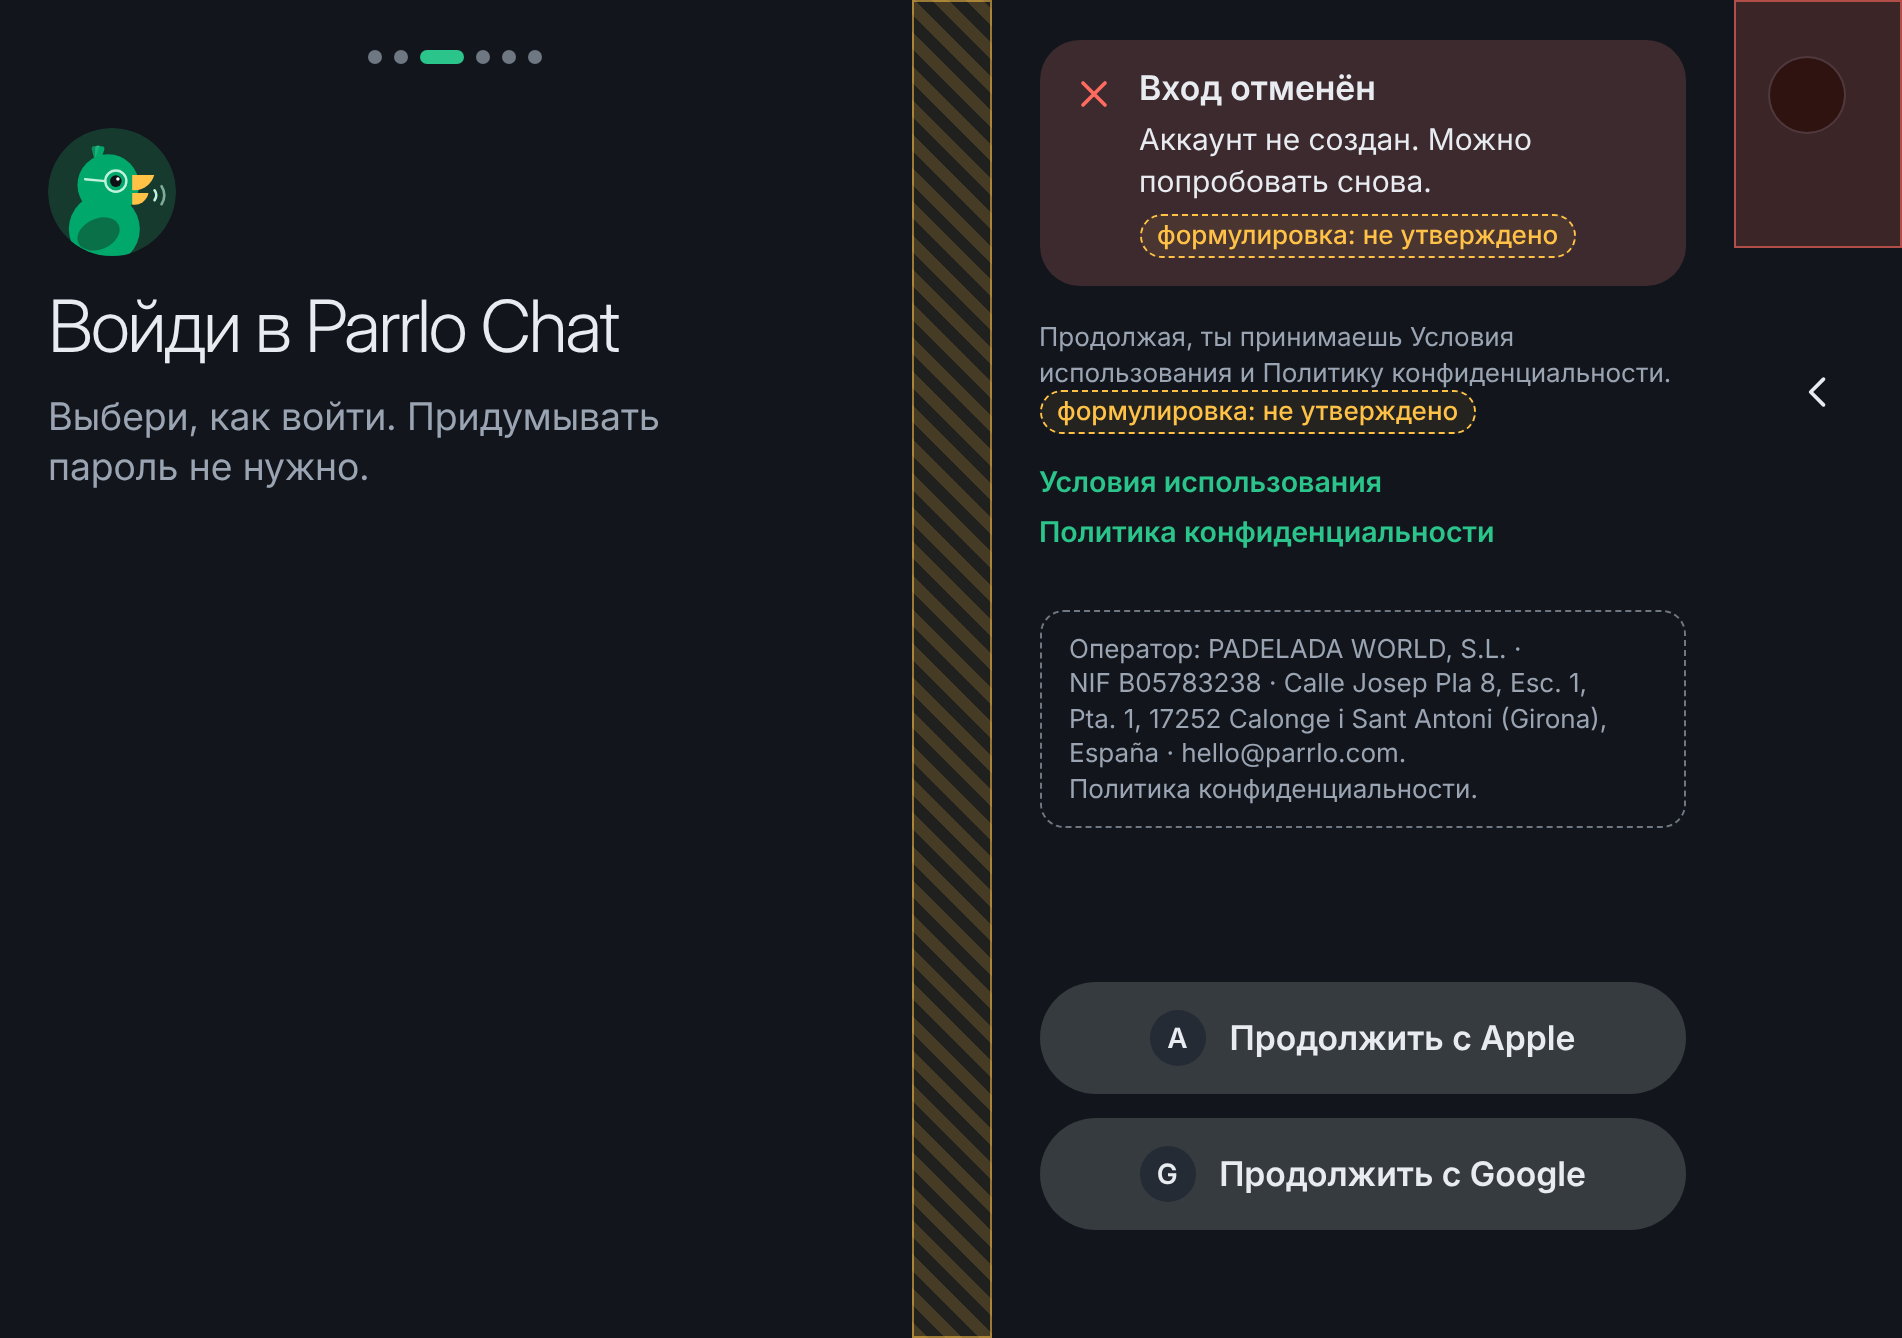 Войди в Parrlo Chat
Выбери, как войти. Придумывать
пароль не нужно.
Вход отменён
Аккаунт не создан. Можно
попробовать снова.
формулировка: не утверждено
Продолжая, ты принимаешь Условия
использования и Политику конфиденциальности.
формулировка: не утверждено
Условия использования
Политика конфиденциальности
Оператор: PADELADA WORLD, S.L. ·
NIF B05783238 · Calle Josep Pla 8, Esc. 1,
Pta. 1, 17252 Calonge i Sant Antoni (Girona),
España · hello@parrlo.com.
Политика конфиденциальности.
A Продолжить с Apple
G Продолжить с Google